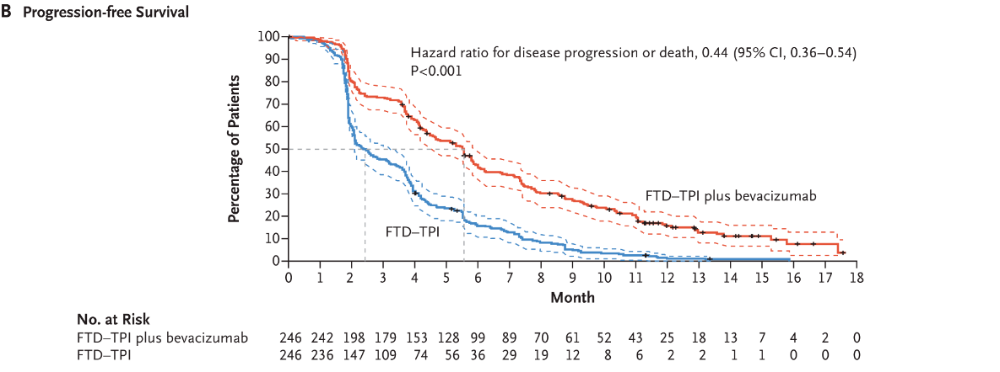 B Progression-free Survival
100
90
80
70
60
50
40
30
20
10
0
Percentage of Patients
Hazard ratio for disease progression or death, 0.44 (95% CI, 0.36–0.54)
P<0.001
FTD–TPI plus bevacizumab
FTD–TPI
0 1 2 3 4 5 6 7 8 9 10 11 12 13 14 15 16 17 18
Month
No. at Risk
FTD–TPI plus bevacizumab 246 242 198 179 153 128 99 89 70 61 52 43 25 18 13 7 4 2 0
FTD–TPI 246 236 147 109 74 56 36 29 19 12 8 6 2 2 1 1 0 0 0